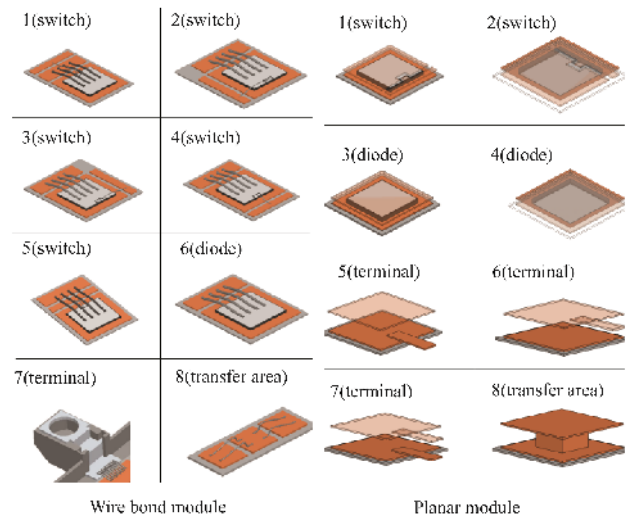 1(switch)
2(switch)
1(switch)
2(switch)
3(switch)
4(switch)
3(diode)
4(diode)
5(switch)
6(diode)
5(terminal)
6(terminal)
7(terminal)
8(transfer area)
7(terminal)
8(transfer area)
Wire bond module
Planar module